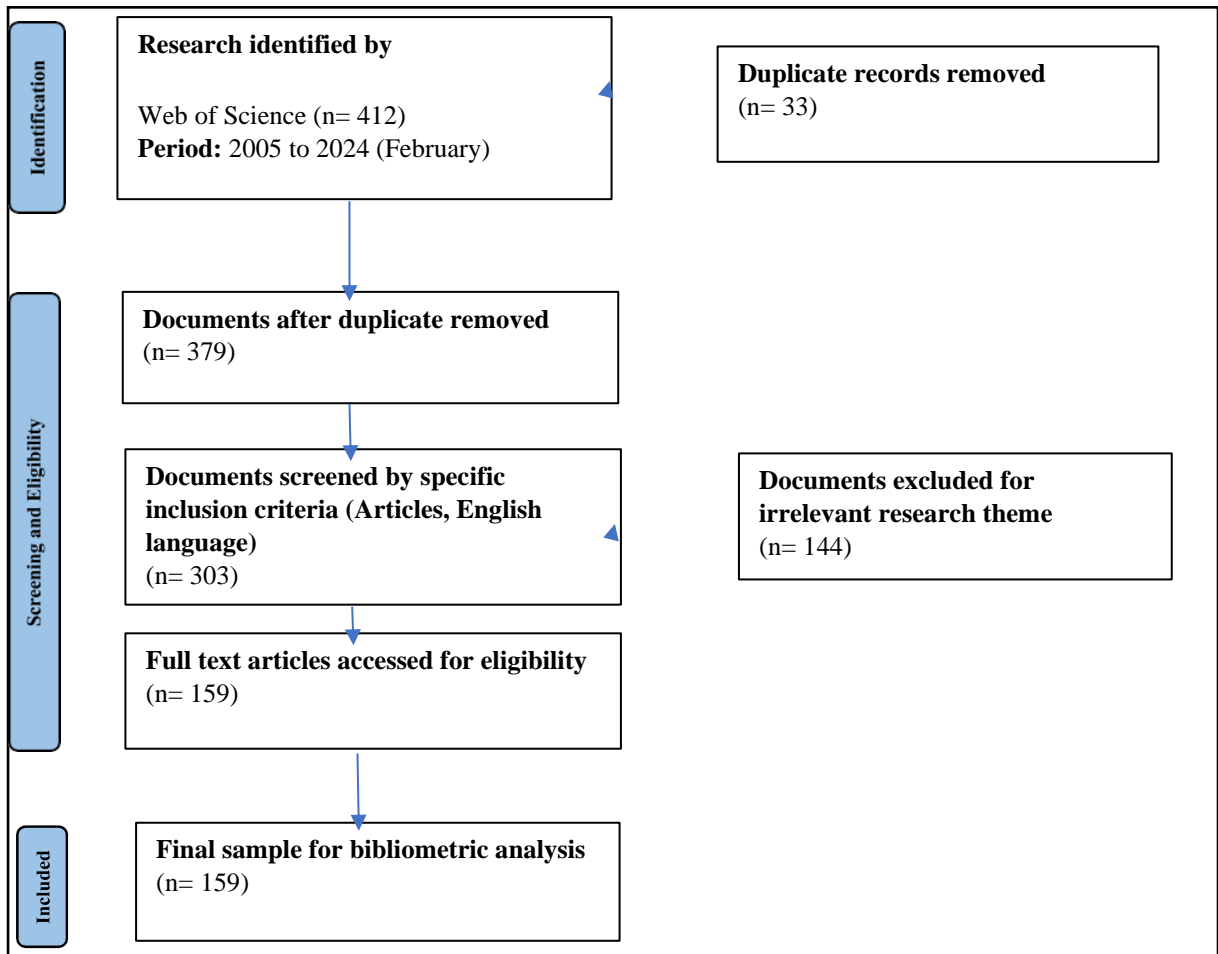 Identification
Research identified by
Web of Science (n= 412)
Period: 2005 to 2024 (February)
Duplicate records removed
(n= 33)
Screening and Eligibility
Documents after duplicate removed
(n= 379)
Documents screened by specific
inclusion criteria (Articles, English
language)
(n= 303)
Documents excluded for
irrelevant research theme
(n= 144)
Full text articles accessed for eligibility
(n= 159)
Included
Final sample for bibliometric analysis
(n= 159)